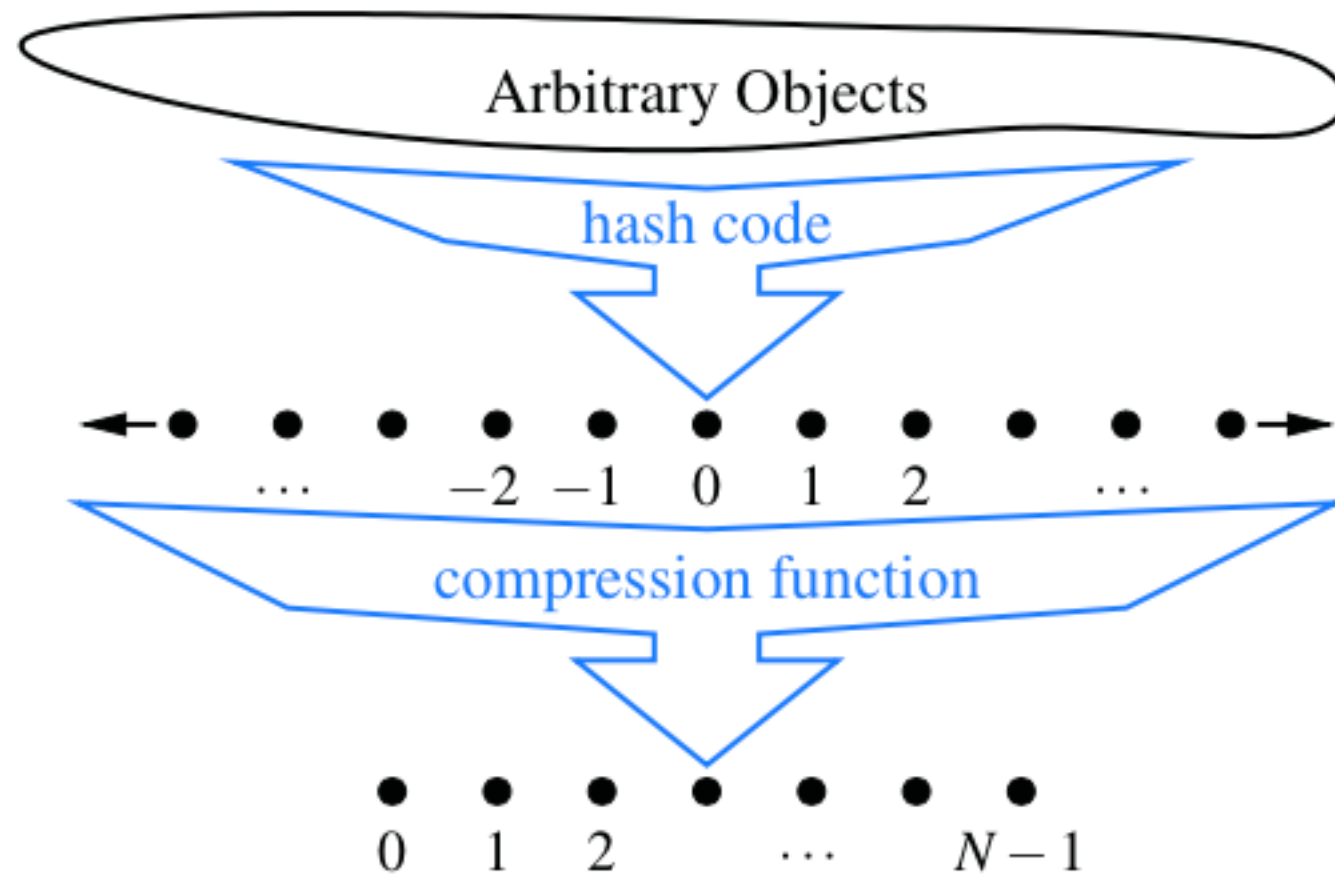 Arbitrary Objects
hash code
... −2 −1 0 1 2 ...
compression function
0 1 2 ... N − 1